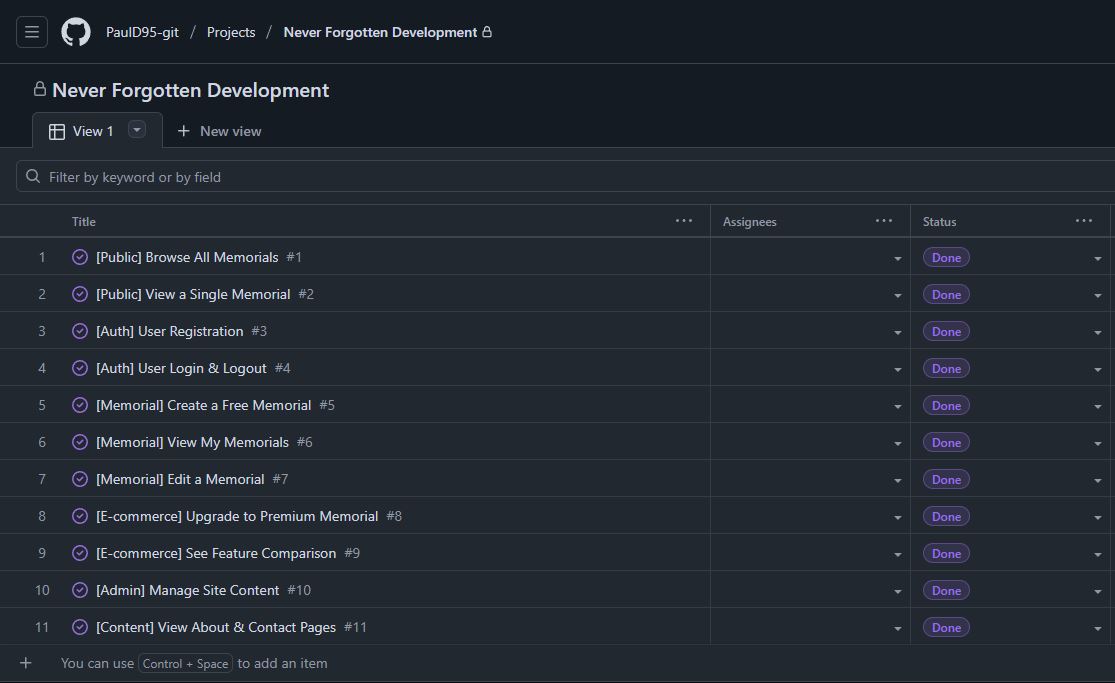 PaulD95-git / Projects / Never Forgotten Development
Never Forgotten Development
View 1 New view
Filter by keyword or by field
Title ... Assignees ... Status ...
1 [Public] Browse All Memorials #1 Done
2 [Public] View a Single Memorial #2 Done
3 [Auth] User Registration #3 Done
4 [Auth] User Login & Logout #4 Done
5 [Memorial] Create a Free Memorial #5 Done
6 [Memorial] View My Memorials #6 Done
7 [Memorial] Edit a Memorial #7 Done
8 [E-commerce] Upgrade to Premium Memorial #8 Done
9 [E-commerce] See Feature Comparison #9 Done
10 [Admin] Manage Site Content #10 Done
11 [Content] View About & Contact Pages #11 Done
+ You can use Control + Space to add an item